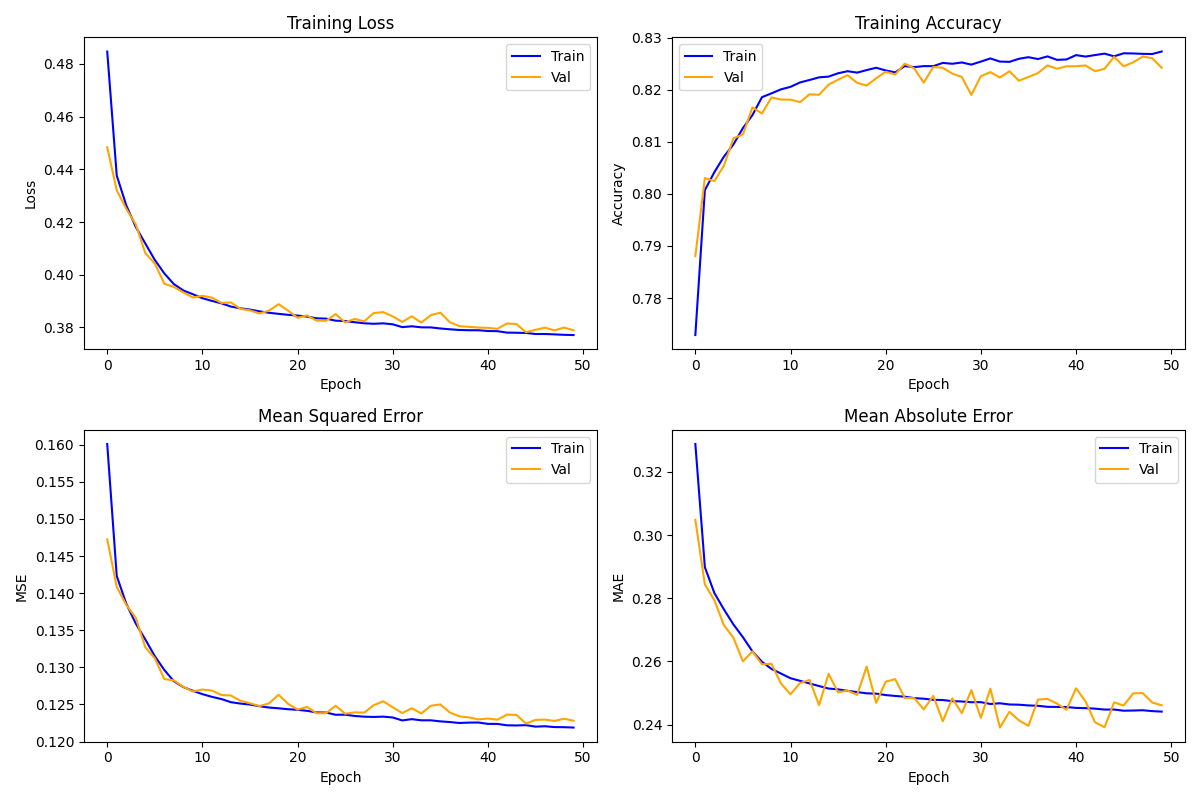 Training Loss
Train
Val
0.48
0.46
0.44
0.42
0.40
0.38
Loss
0 10 20 30 40 50
Epoch
Training Accuracy
Train
Val
0.83
0.82
0.81
0.80
0.79
0.78
Accuracy
0 10 20 30 40 50
Epoch
Mean Squared Error
Train
Val
0.160
0.155
0.150
0.145
0.140
0.135
0.130
0.125
0.120
MSE
0 10 20 30 40 50
Epoch
Mean Absolute Error
Train
Val
0.32
0.30
0.28
0.26
0.24
MAE
0 10 20 30 40 50
Epoch